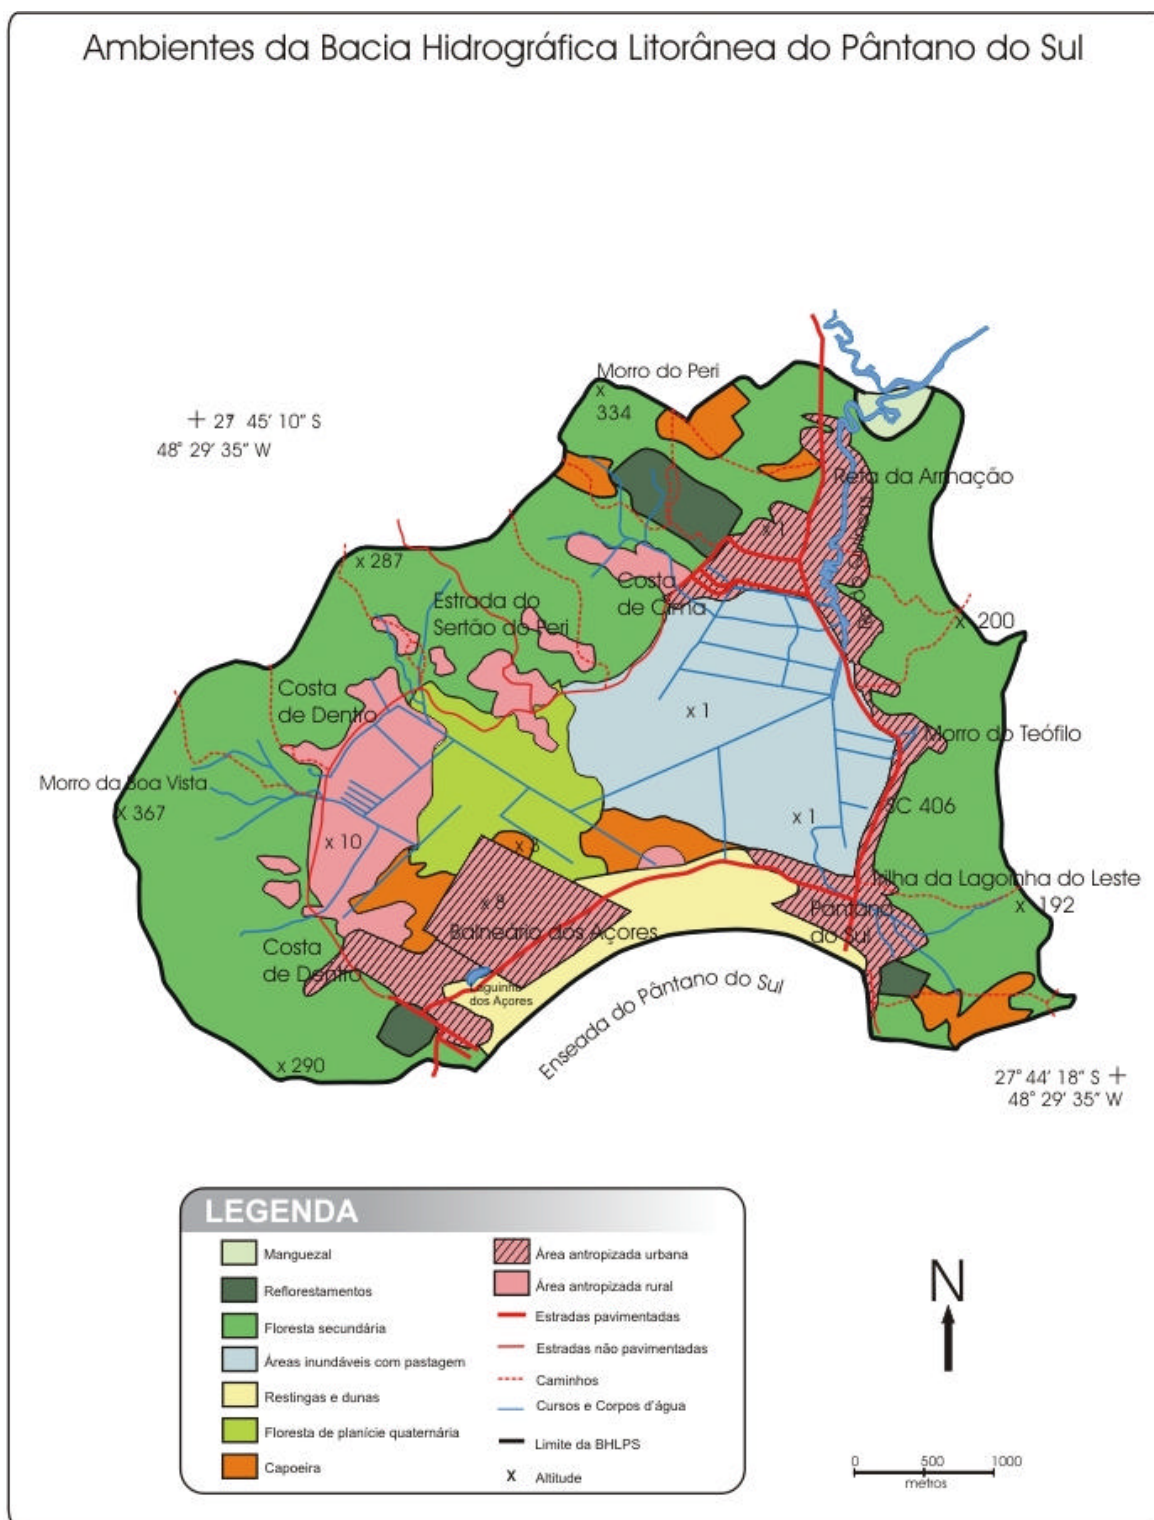 Ambientes da Bacia Hidrográfica Litorânea do Pântano do Sul
Morro do Peri
x
334
+ 27 45' 10" S
48° 29' 35" W
Reta da Armação
x 1
x 287
Costa
de Cima
Estrada do
Sertão do Peri
x 200
Costa
de Dentro
x 1
Morro do Teófilo
Morro da Boa Vista
x 367
SC 406
x 1
x 10
x 8
Trilha da Lagoinha do Leste
x 192
x 8
Pântano
do Sul
Balneário dos Açores
Costa
de Dentro
Laguinho
dos Açores
Enseada do Pântano do Sul
x 290
27° 44' 18" S +
48° 29' 35" W
LEGENDA
Manguezal
Reflorestamentos
Floresta secundária
Áreas inundáveis com pastagem
Restingas e dunas
Floresta de planície quaternária
Capoeira
Área antropizada urbana
Área antropizada rural
Estradas pavimentadas
Estradas não pavimentadas
Caminhos
Cursos e Corpos d'água
Limite da BHLPS
x Altitude
N
0 500 1000
metros